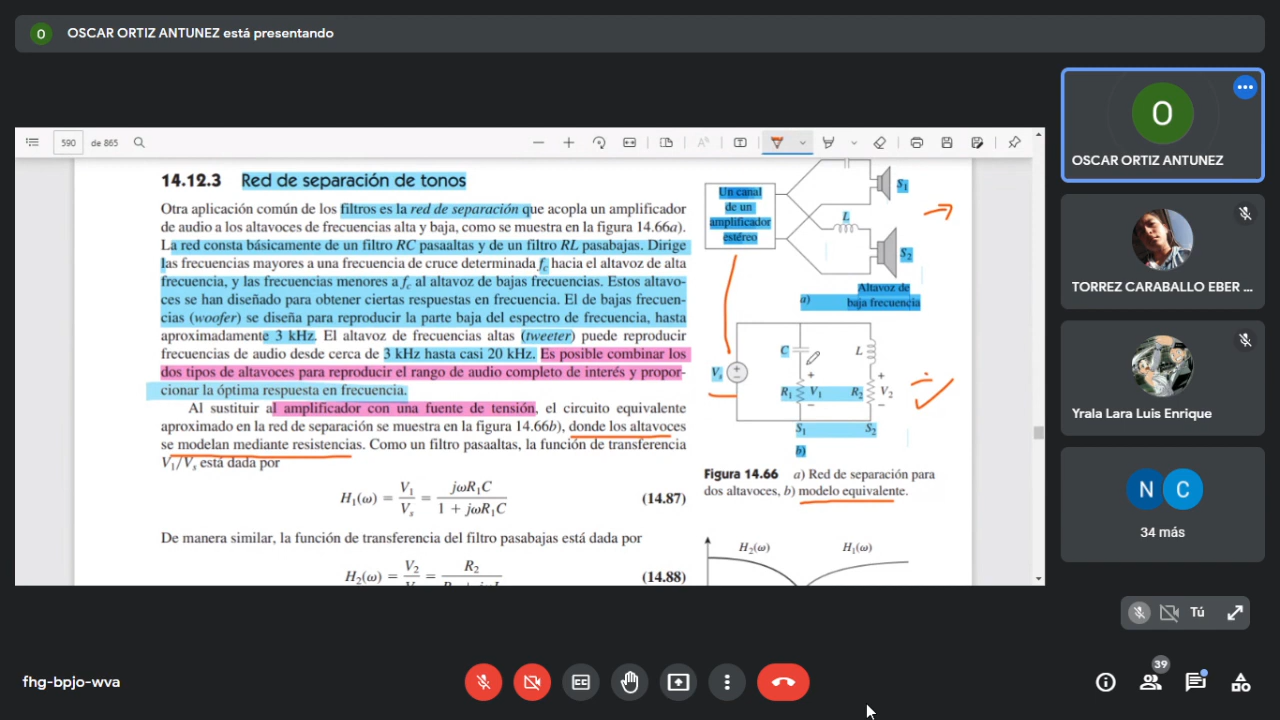 O OSCAR ORTIZ ANTUNEZ está presentando
590 de 865
14.12.3 Red de separación de tonos
Otra aplicación común de los filtros es la red de separación que acopla un amplificador
de audio a los altavoces de frecuencias alta y baja, como se muestra en la figura 14.66a).
La red consta básicamente de un filtro RC pasaaltas y de un filtro RL pasabajas. Dirige
las frecuencias mayores a una frecuencia de cruce determinada fc hacia el altavoz de alta
frecuencia, y las frecuencias menores a fc al altavoz de bajas frecuencias. Estos altavo-
ces se han diseñado para obtener ciertas respuestas en frecuencia. El de bajas frecuen-
cias (woofer) se diseña para reproducir la parte baja del espectro de frecuencia, hasta
aproximadamente 3 kHz. El altavoz de frecuencias altas (tweeter) puede reproducir
frecuencias de audio desde cerca de 3 kHz hasta casi 20 kHz. Es posible combinar los
dos tipos de altavoces para reproducir el rango de audio completo de interés y propor-
cionar la óptima respuesta en frecuencia.
Al sustituir al amplificador con una fuente de tensión, el circuito equivalente
aproximado en la red de separación se muestra en la figura 14.66b), donde los altavoces
se modelan mediante resistencias. Como un filtro pasaaltas, la función de transferencia
V1/Vs está dada por
H1(ω) = V1/Vs = jωR1C/(1 + jωR1C) (14.87)
De manera similar, la función de transferencia del filtro pasabajas está dada por
H2(ω) = V2 = R2 (14.88)
Un canal
de un
amplificador
estéreo
S1
L
S2
Altavoz de
baja frecuencia
a)
C
L
Vs
+
−
+
R1 V1
−
+
R2 V2
−
S1
S2
b)
Figura 14.66 a) Red de separación para
dos altavoces, b) modelo equivalente.
H2(ω) H1(ω)
O
OSCAR ORTIZ ANTUNEZ
TORREZ CARABALLO EBER ...
Yrala Lara Luis Enrique
N C
34 más
Tú
fhg-bpjo-wva
39